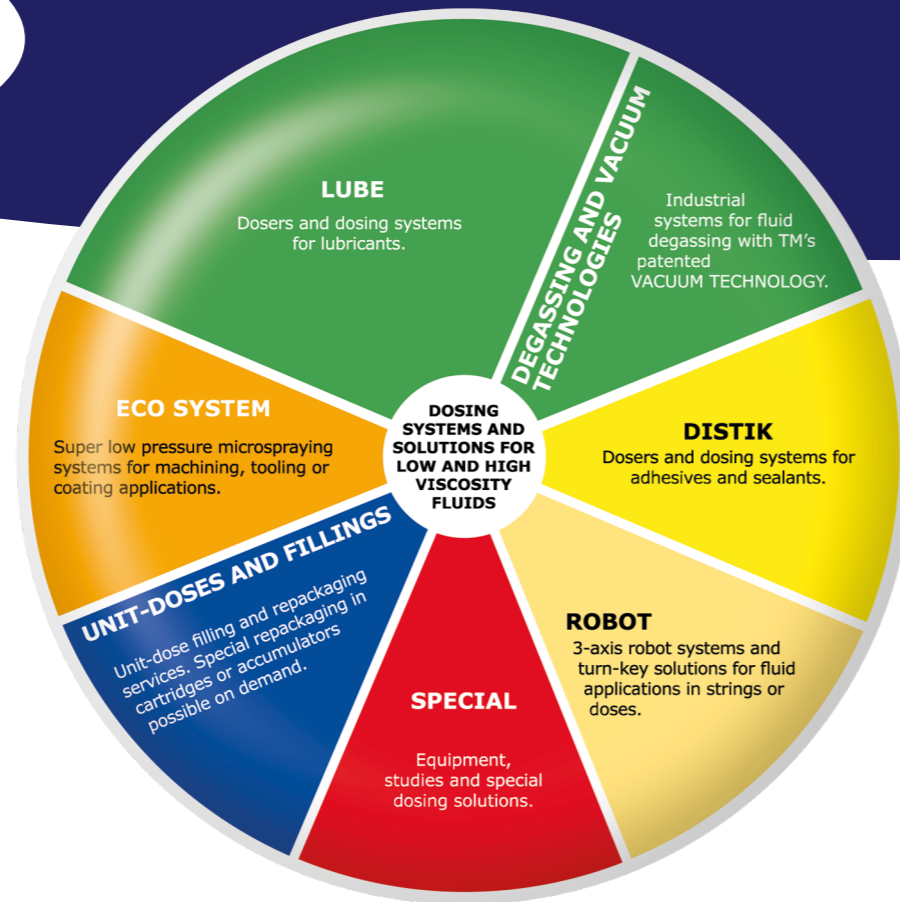 LUBE
Dosers and dosing systems
for lubricants.
DEGASSING AND VACUUM
TECHNOLOGIES
Industrial
systems for fluid
degassing with TM’s
patented
VACUUM TECHNOLOGY.
ECO SYSTEM
Super low pressure microspraying
systems for machining, tooling or
coating applications.
DOSING
SYSTEMS AND
SOLUTIONS FOR
LOW AND HIGH
VISCOSITY
FLUIDS
DISTIK
Dosers and dosing systems for
adhesives and sealants.
UNIT-DOSES AND FILLINGS
Unit-dose filling and repackaging
services. Special repackaging in
cartridges or accumulators
possible on demand.
SPECIAL
Equipment,
studies and special
dosing solutions.
ROBOT
3-axis robot systems and
turn-key solutions for fluid
applications in strings or
doses.